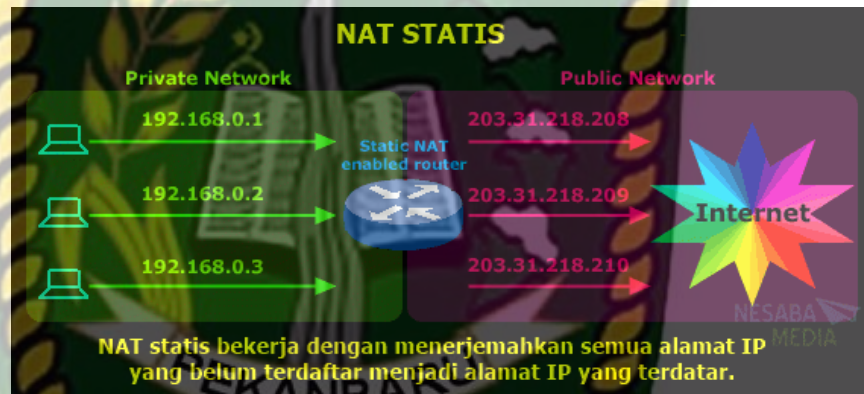 NAT STATIS
Private Network Public Network
192.168.0.1 203.31.218.208
Static NAT
enabled router
192.168.0.2 203.31.218.209
Internet
192.168.0.3 203.31.218.210
NESABA
MEDIA
NAT statis bekerja dengan menerjemahkan semua alamat IP
yang belum terdaftar menjadi alamat IP yang terdatar.